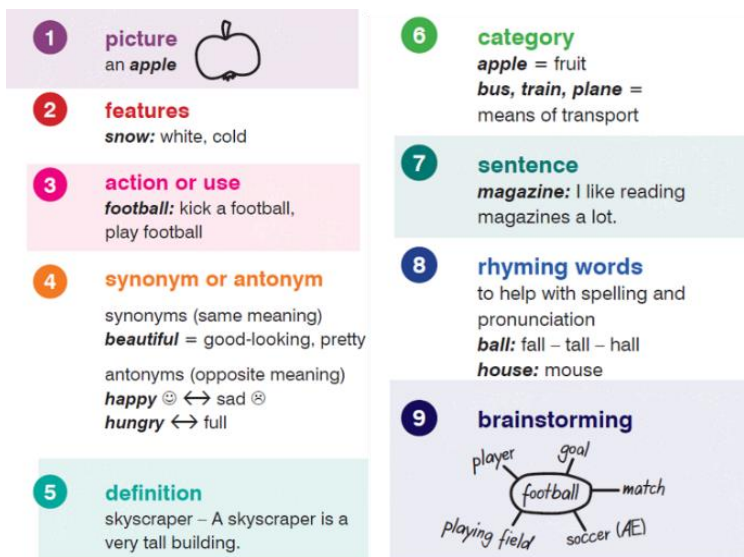 1 picture
an apple
2 features
snow: white, cold
3 action or use
football: kick a football,
play football
4 synonym or antonym
synonyms (same meaning)
beautiful = good-looking, pretty
antonyms (opposite meaning)
happy ☺ ↔ sad ☹
hungry ↔ full
5 definition
skyscraper – A skyscraper is a
very tall building.
6 category
apple = fruit
bus, train, plane =
means of transport
7 sentence
magazine: I like reading
magazines a lot.
8 rhyming words
to help with spelling and
pronunciation
ball: fall – tall – hall
house: mouse
9 brainstorming
player
goal
football
match
playing field
soccer (AE)